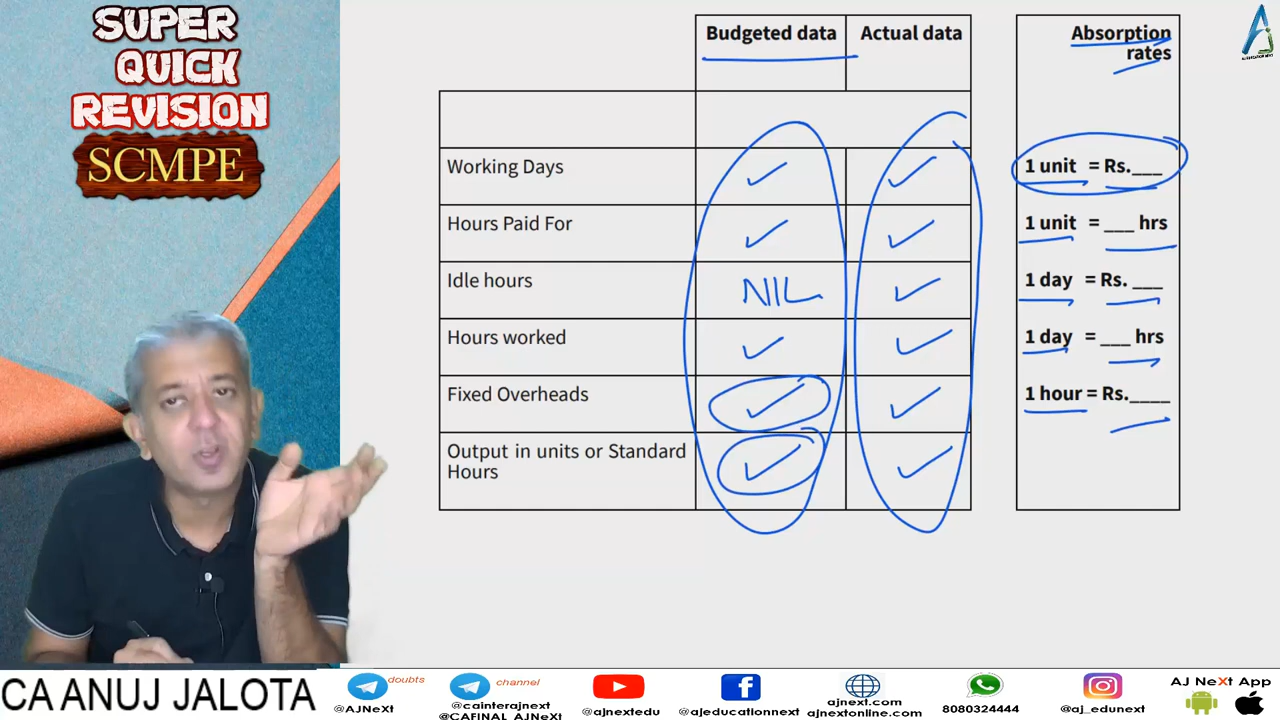 SUPER
QUICK
REVISION
SCMPE
Budgeted data
Actual data
Absorption
rates
Working Days
1 unit = Rs.___
Hours Paid For
1 unit = ___ hrs
Idle hours
NIL
1 day = Rs. ___
Hours worked
1 day = ___ hrs
Fixed Overheads
1 hour = Rs.____
Output in units or Standard
Hours
CA ANUJ JALOTA
doubts
@AJNeXt
channel
@cainterajnext
@CAFINAL_AJNeXt
@ajnextedu
@ajeducationnext
ajnext.com
ajnextonline.com
8080324444
@aj_edunext
AJ NeXt App